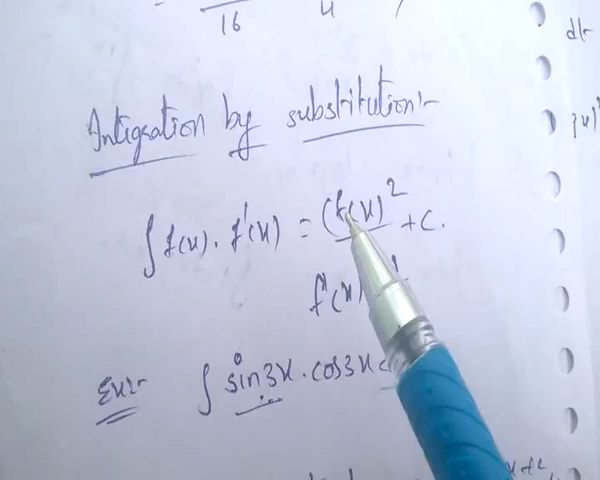 16 4
Integration by substitution:-
∫ f(x). f'(x) = (f(x))² + C.
f'(x)
Ex:- ∫ sin3x . cos3x